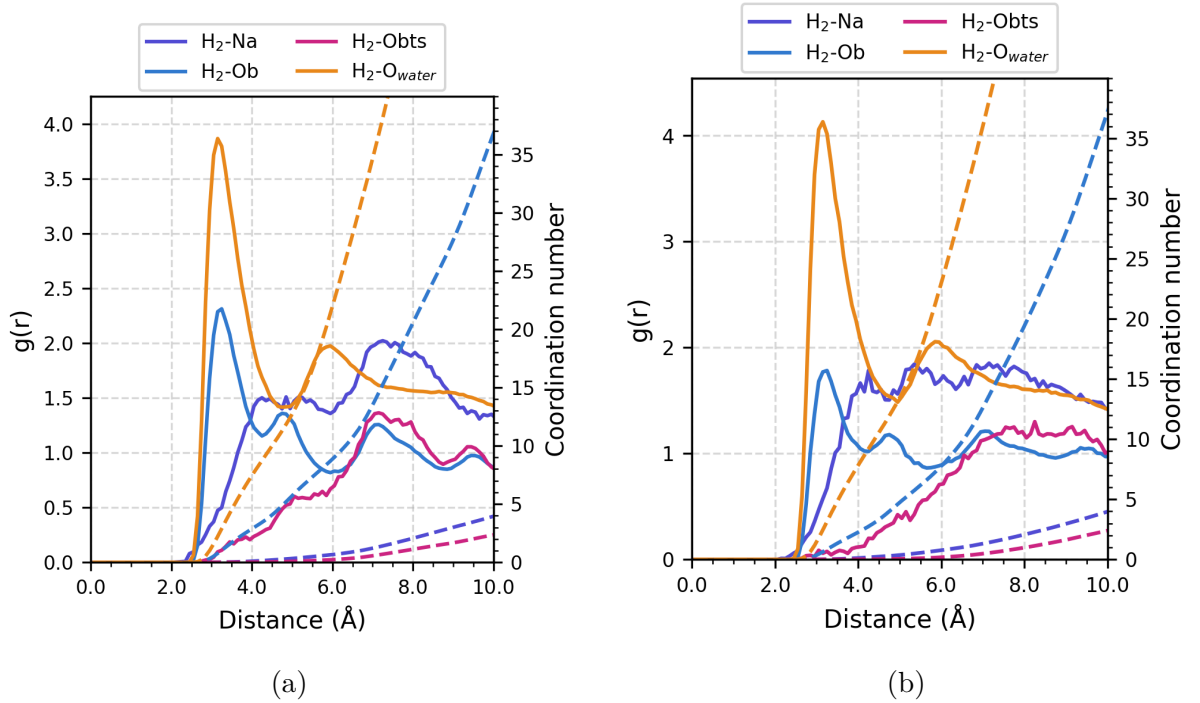 H₂-Na H₂-Obts
H₂-Ob H₂-O_water
4.0
3.5
3.0
2.5
2.0
1.5
1.0
0.5
0.0
g(r)
35
30
25
20
15
10
5
0
Coordination number
0.0 2.0 4.0 6.0 8.0 10.0
Distance (Å)
(a)
H₂-Na H₂-Obts
H₂-Ob H₂-O_water
4
3
2
1
0
g(r)
35
30
25
20
15
10
5
0
Coordination number
0.0 2.0 4.0 6.0 8.0 10.0
Distance (Å)
(b)